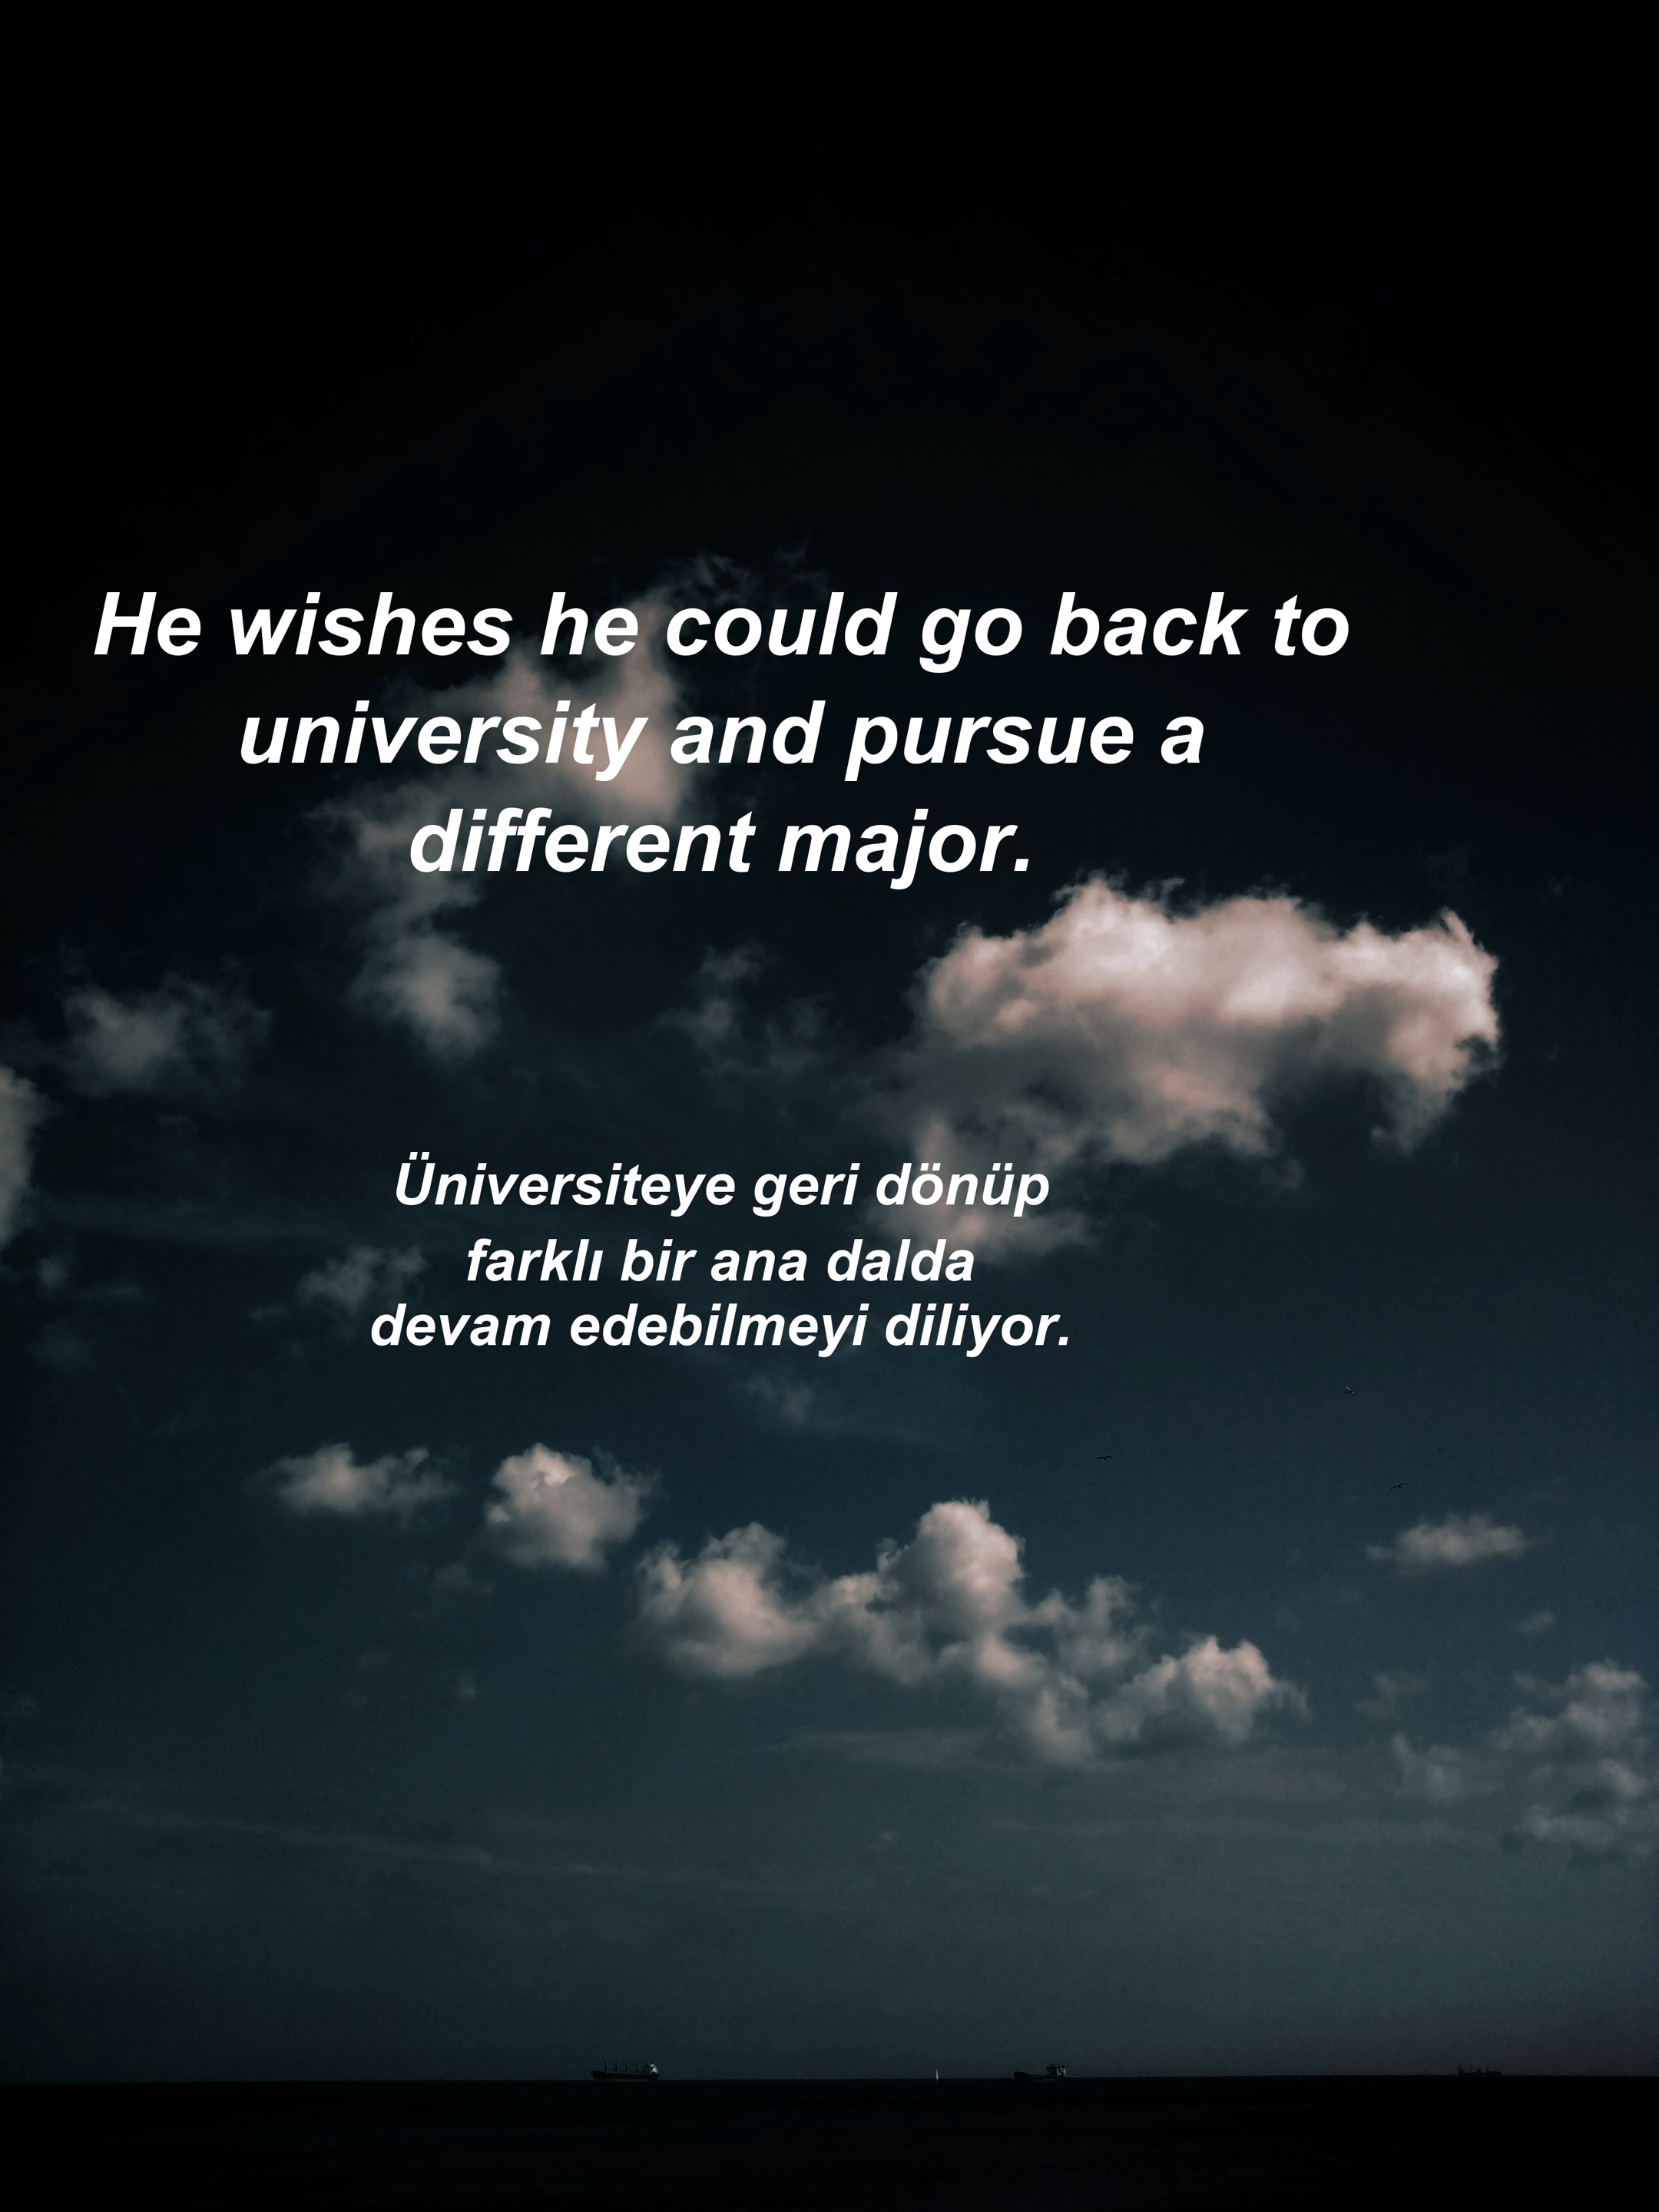 He wishes he could go back to
university and pursue a
different major.
Üniversiteye geri dönüp
farklı bir ana dalda
devam edebilmeyi diliyor.